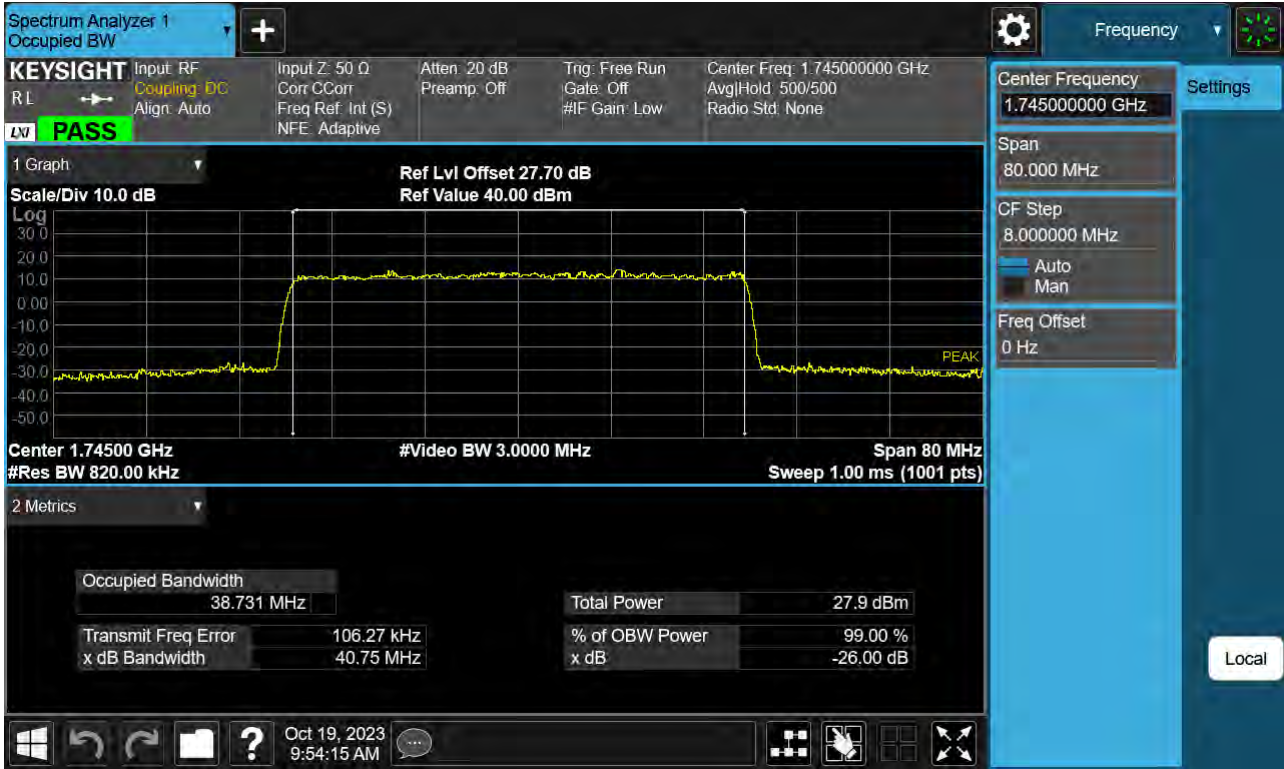 Spectrum Analyzer 1
Occupied BW
+
Frequency
KEYSIGHT
R L
LXI
PASS
Input: RF
Coupling: DC
Align: Auto
Input Z: 50 Ω
Corr CCorr
Freq Ref: Int (S)
NFE: Adaptive
Atten: 20 dB
Preamp: Off
Trig: Free Run
Gate: Off
#IF Gain: Low
Center Freq: 1.745000000 GHz
Avg|Hold: 500/500
Radio Std: None
Center Frequency
1.745000000 GHz
Settings
Span
80.000 MHz
CF Step
8.000000 MHz
Auto
Man
Freq Offset
0 Hz
1 Graph
Scale/Div 10.0 dB
Ref Lvl Offset 27.70 dB
Ref Value 40.00 dBm
Log
30.0
20.0
10.0
0.00
-10.0
-20.0
-30.0
-40.0
-50.0
PEAK
Center 1.74500 GHz
#Video BW 3.0000 MHz
Span 80 MHz
#Res BW 820.00 kHz
Sweep 1.00 ms (1001 pts)
2 Metrics
Occupied Bandwidth
38.731 MHz
Total Power 27.9 dBm
Transmit Freq Error 106.27 kHz
% of OBW Power 99.00 %
x dB Bandwidth 40.75 MHz
x dB -26.00 dB
Local
?
Oct 19, 2023
9:54:15 AM